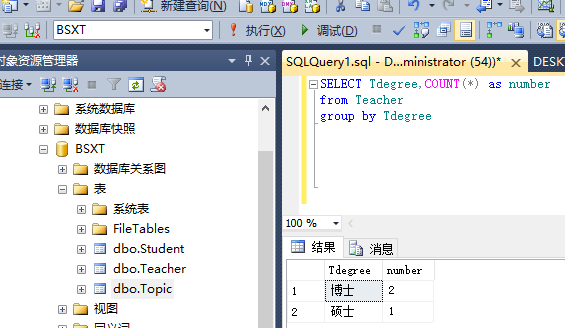 新建查询(N)
BSXT
执行(X)
调试(D)
对象资源管理器
连接
系统数据库
数据库快照
BSXT
数据库关系图
表
系统表
FileTables
dbo.Student
dbo.Teacher
dbo.Topic
视图
SQLQuery1.sql - D...ministrator (54))*
DESK
SELECT Tdegree,COUNT(*) as number
from Teacher
group by Tdegree
100 %
结果
消息
Tdegree number
1 博士 2
2 硕士 1